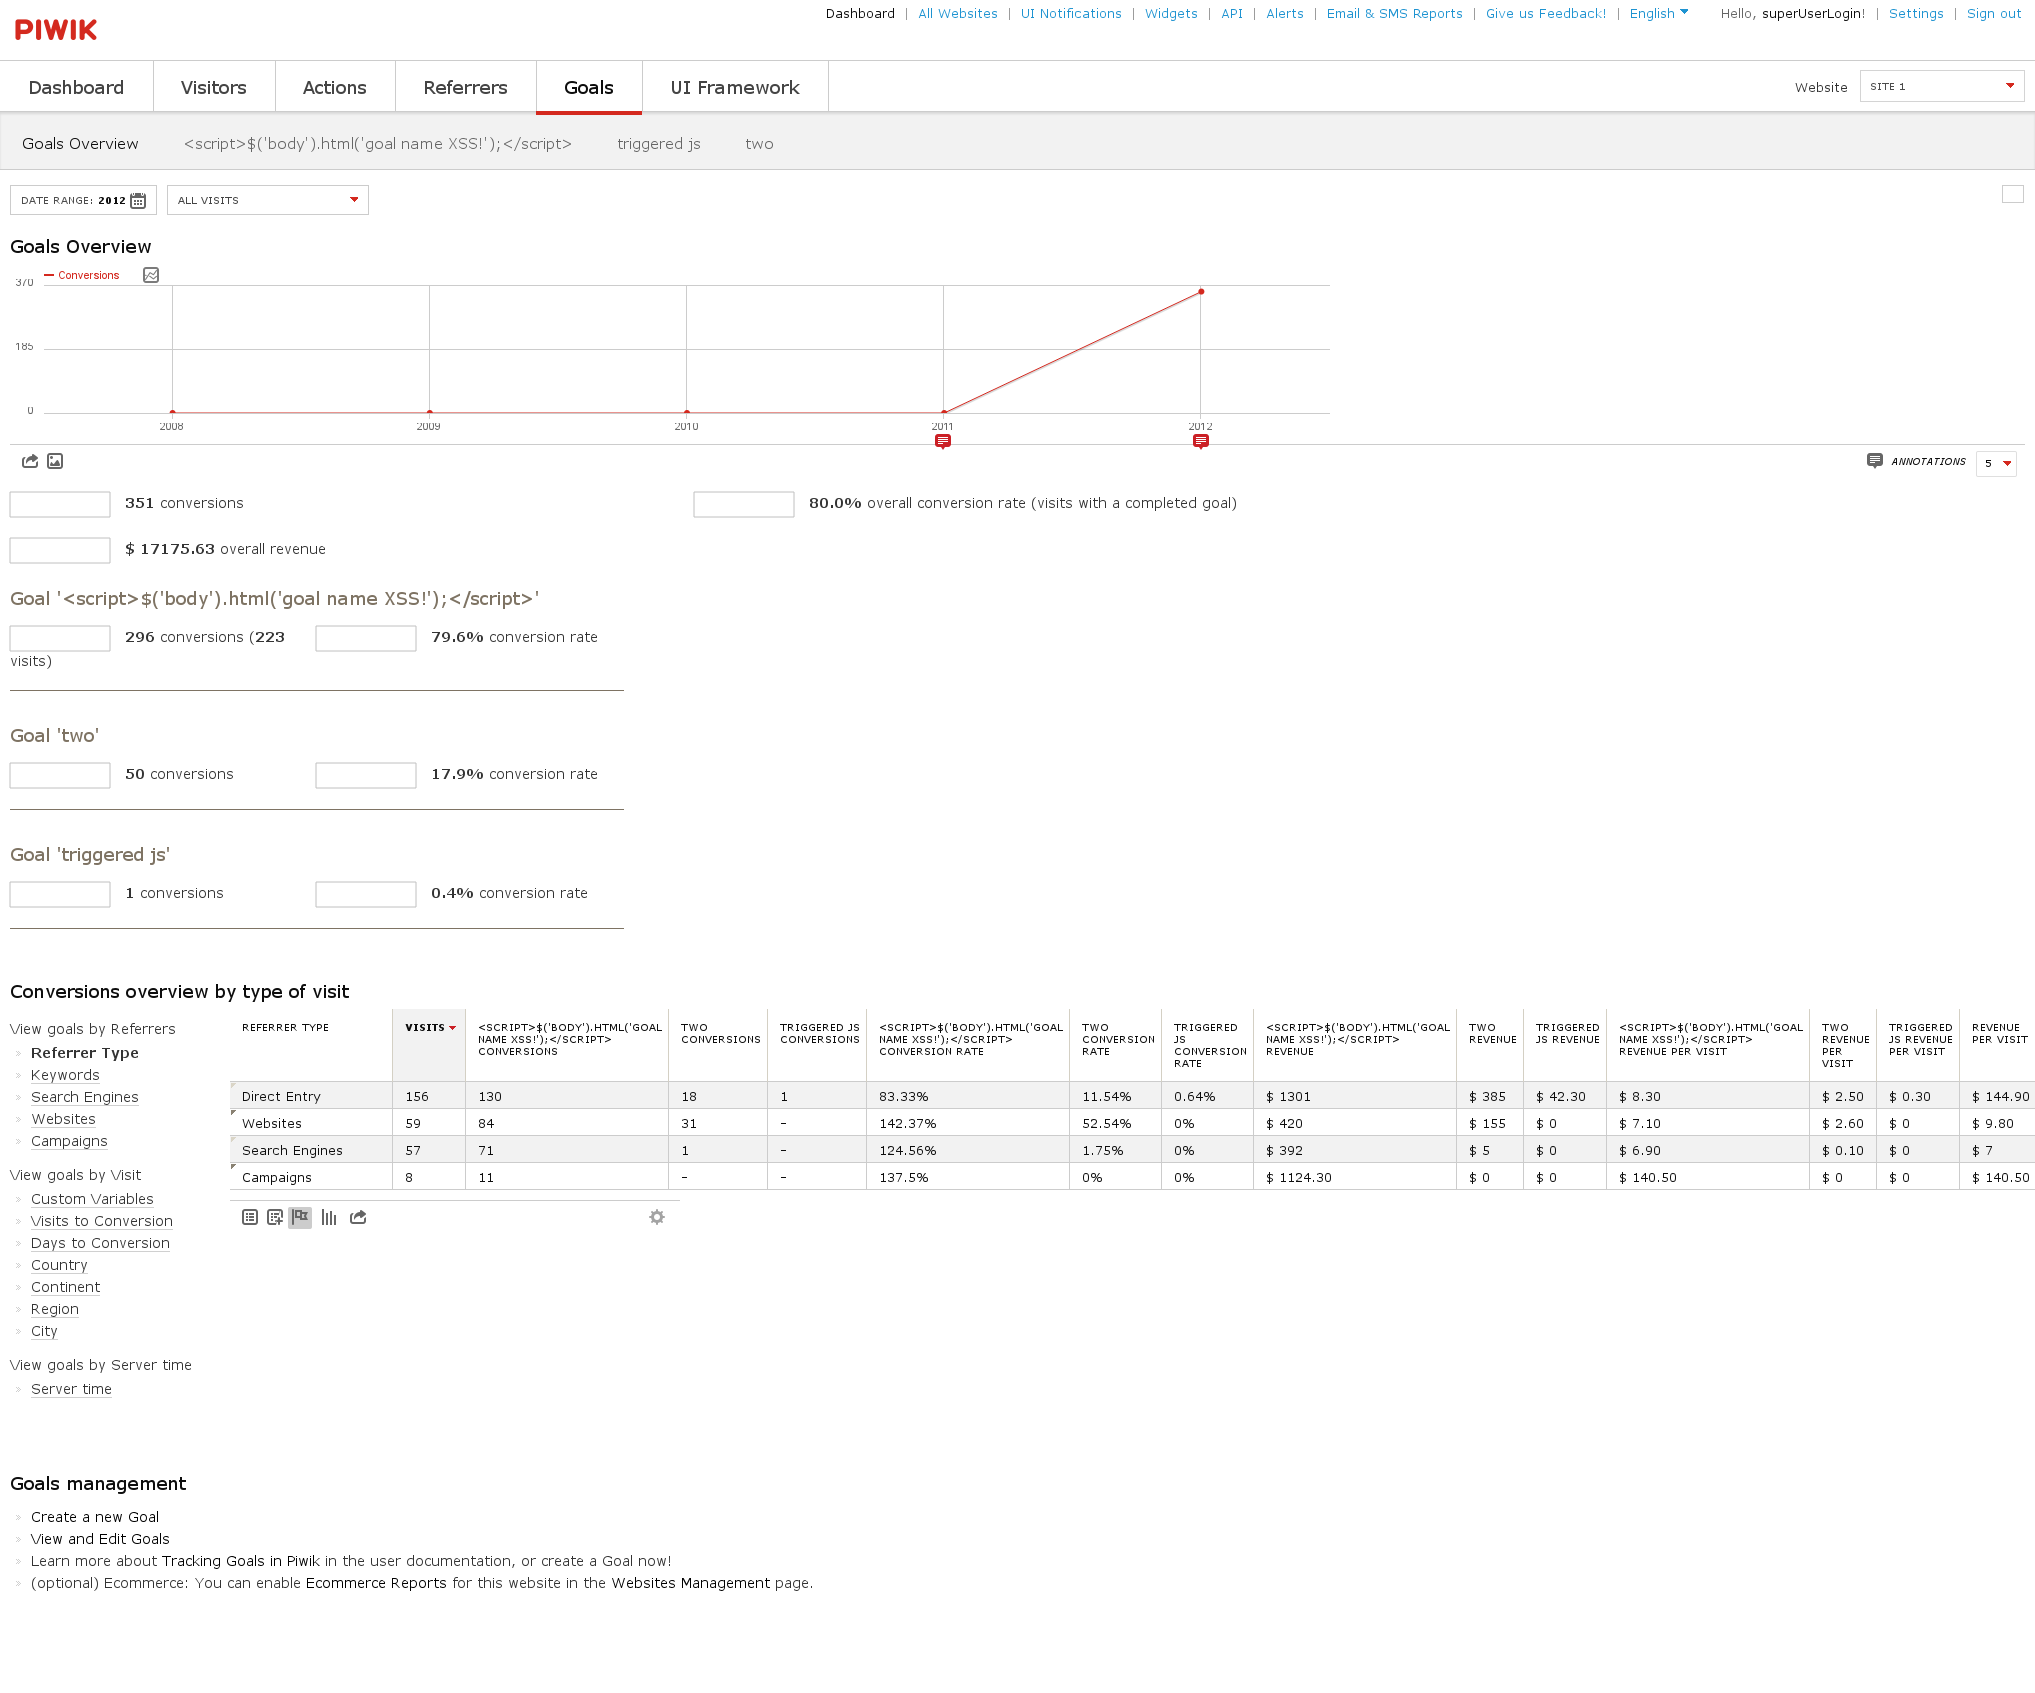 PIWIK
Dashboard | All Websites | UI Notifications | Widgets | API | Alerts | Email & SMS Reports | Give us Feedback! | English Hello, superUserLogin! | Settings | Sign out
Dashboard Visitors Actions Referrers Goals UI Framework Website SITE 1
Goals Overview <script>$('body').html('goal name XSS!');</script> triggered js two
DATE RANGE: 2012 ALL VISITS
Goals Overview
Conversions
370
185
0
2008 2009 2010 2011 2012
ANNOTATIONS 5
351 conversions 80.0% overall conversion rate (visits with a completed goal)
$ 17175.63 overall revenue
Goal '<script>$('body').html('goal name XSS!');</script>'
296 conversions (223 visits) 79.6% conversion rate
Goal 'two'
50 conversions 17.9% conversion rate
Goal 'triggered js'
1 conversions 0.4% conversion rate
Conversions overview by type of visit
View goals by Referrers
» Referrer Type
» Keywords
» Search Engines
» Websites
» Campaigns
View goals by Visit
» Custom Variables
» Visits to Conversion
» Days to Conversion
» Country
» Continent
» Region
» City
View goals by Server time
» Server time
REFERRER TYPE VISITS <SCRIPT>$('BODY').HTML('GOAL NAME XSS!');</SCRIPT> CONVERSIONS TWO CONVERSIONS TRIGGERED JS CONVERSIONS <SCRIPT>$('BODY').HTML('GOAL NAME XSS!');</SCRIPT> CONVERSION RATE TWO CONVERSION RATE TRIGGERED JS CONVERSION RATE <SCRIPT>$('BODY').HTML('GOAL NAME XSS!');</SCRIPT> REVENUE TWO REVENUE TRIGGERED JS REVENUE <SCRIPT>$('BODY').HTML('GOAL NAME XSS!');</SCRIPT> REVENUE PER VISIT TWO REVENUE PER VISIT TRIGGERED JS REVENUE PER VISIT REVENUE PER VISIT
Direct Entry 156 130 18 1 83.33% 11.54% 0.64% $ 1301 $ 385 $ 42.30 $ 8.30 $ 2.50 $ 0.30 $ 144.90
Websites 59 84 31 - 142.37% 52.54% 0% $ 420 $ 155 $ 0 $ 7.10 $ 2.60 $ 0 $ 9.80
Search Engines 57 71 1 - 124.56% 1.75% 0% $ 392 $ 5 $ 0 $ 6.90 $ 0.10 $ 0 $ 7
Campaigns 8 11 - - 137.5% 0% 0% $ 1124.30 $ 0 $ 0 $ 140.50 $ 0 $ 0 $ 140.50
Goals management
» Create a new Goal
» View and Edit Goals
» Learn more about Tracking Goals in Piwik in the user documentation, or create a Goal now!
» (optional) Ecommerce: You can enable Ecommerce Reports for this website in the Websites Management page.